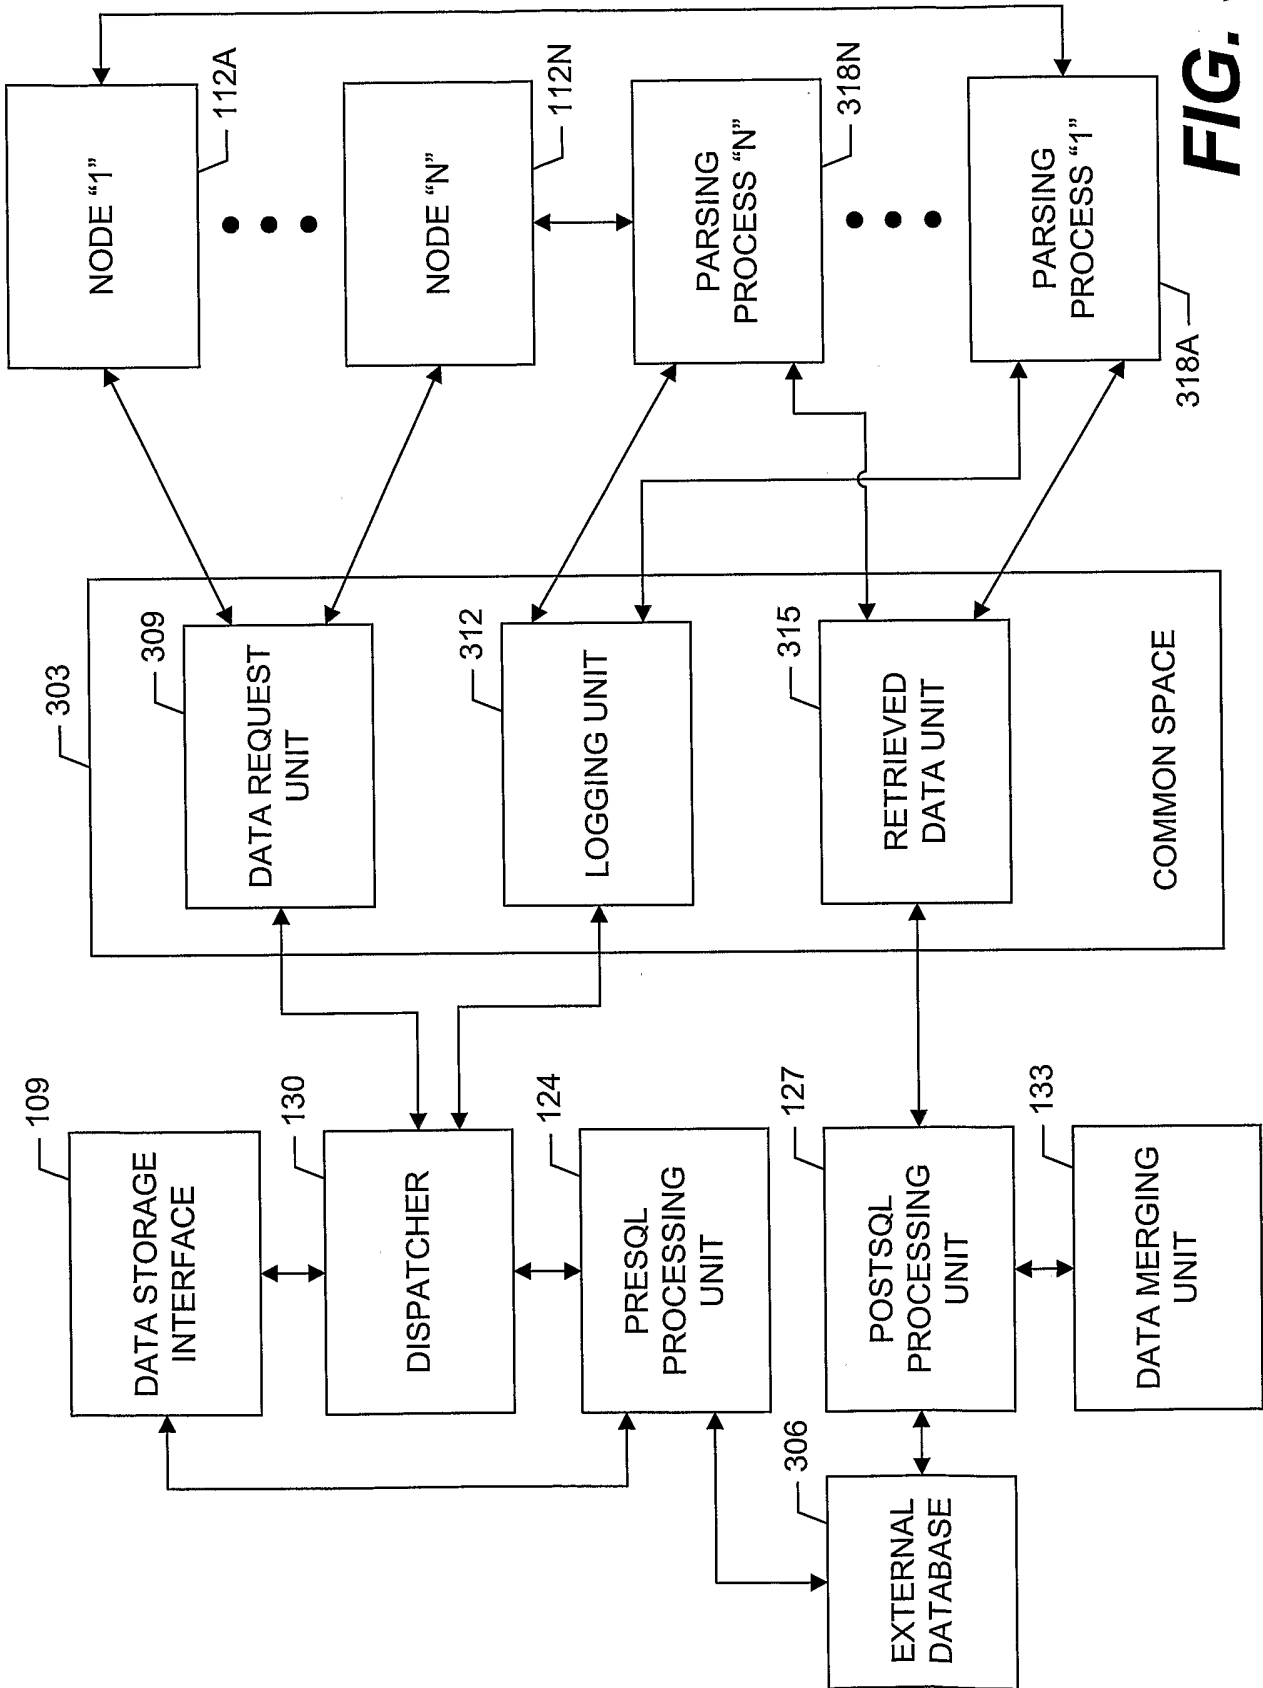 109
DATA STORAGE
INTERFACE
130
DISPATCHER
124
PRESQL
PROCESSING
UNIT
306
EXTERNAL
DATABASE
127
POSTSQL
PROCESSING
UNIT
133
DATA MERGING
UNIT
303
309
DATA REQUEST
UNIT
312
LOGGING UNIT
315
RETRIEVED
DATA UNIT
COMMON SPACE
NODE “1”
112A
NODE “N”
112N
PARSING
PROCESS “N”
318N
PARSING
PROCESS “1”
318A
FIG.